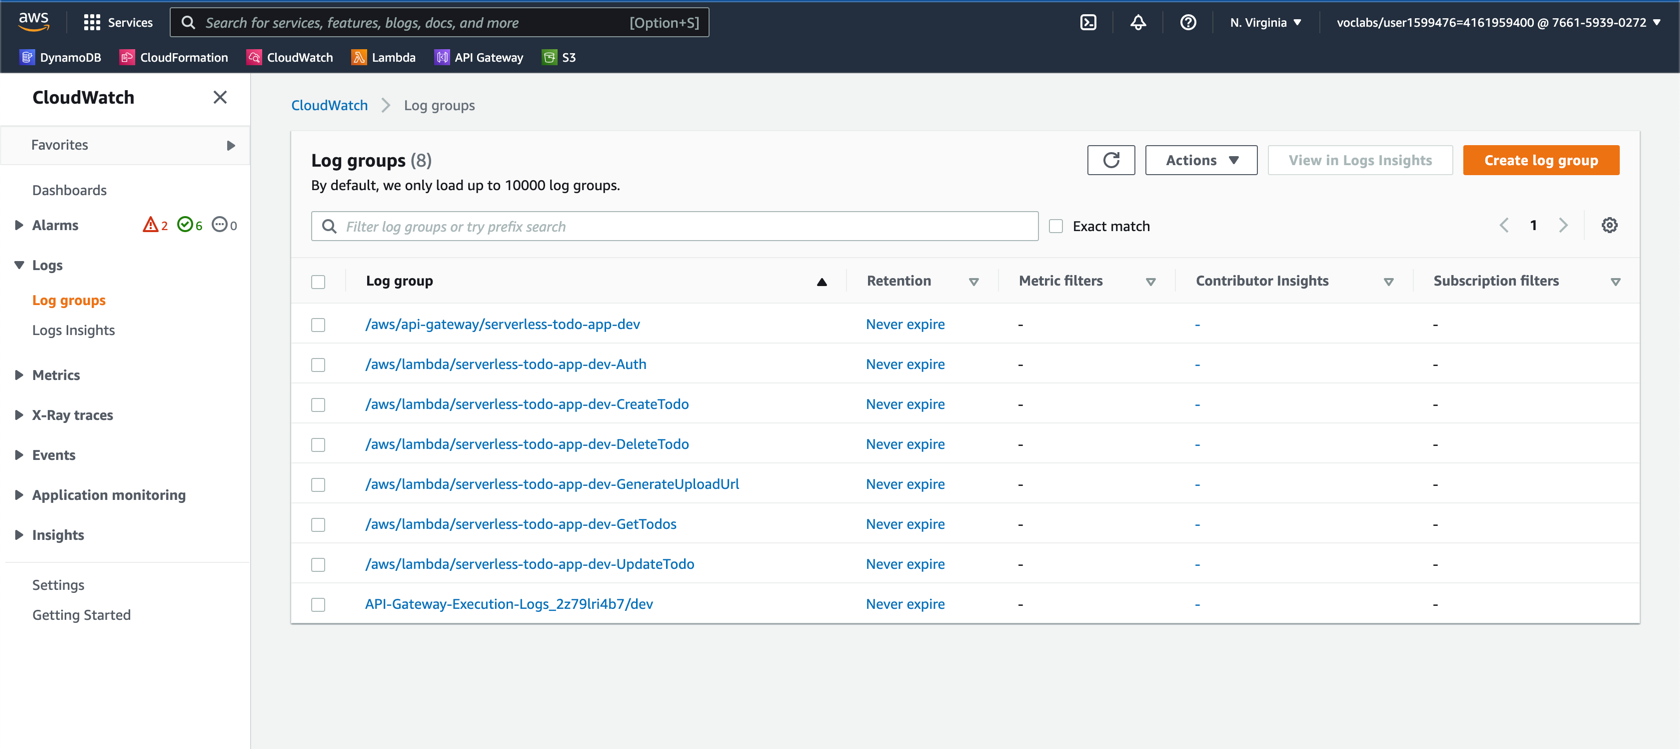 aws Services Search for services, features, blogs, docs, and more [Option+S] N. Virginia ▼ voclabs/user1599476=4161959400 @ 7661-5939-0272 ▼
DynamoDB CloudFormation CloudWatch Lambda API Gateway S3
CloudWatch
Favorites
Dashboards
Alarms 2 6 0
Logs
Log groups
Logs Insights
Metrics
X-Ray traces
Events
Application monitoring
Insights
Settings
Getting Started
CloudWatch > Log groups
Log groups (8) Actions ▼ View in Logs Insights Create log group
By default, we only load up to 10000 log groups.
Filter log groups or try prefix search Exact match < 1 >
Log group Retention Metric filters Contributor Insights Subscription filters
/aws/api-gateway/serverless-todo-app-dev Never expire - - -
/aws/lambda/serverless-todo-app-dev-Auth Never expire - - -
/aws/lambda/serverless-todo-app-dev-CreateTodo Never expire - - -
/aws/lambda/serverless-todo-app-dev-DeleteTodo Never expire - - -
/aws/lambda/serverless-todo-app-dev-GenerateUploadUrl Never expire - - -
/aws/lambda/serverless-todo-app-dev-GetTodos Never expire - - -
/aws/lambda/serverless-todo-app-dev-UpdateTodo Never expire - - -
API-Gateway-Execution-Logs_2z79lri4b7/dev Never expire - - -